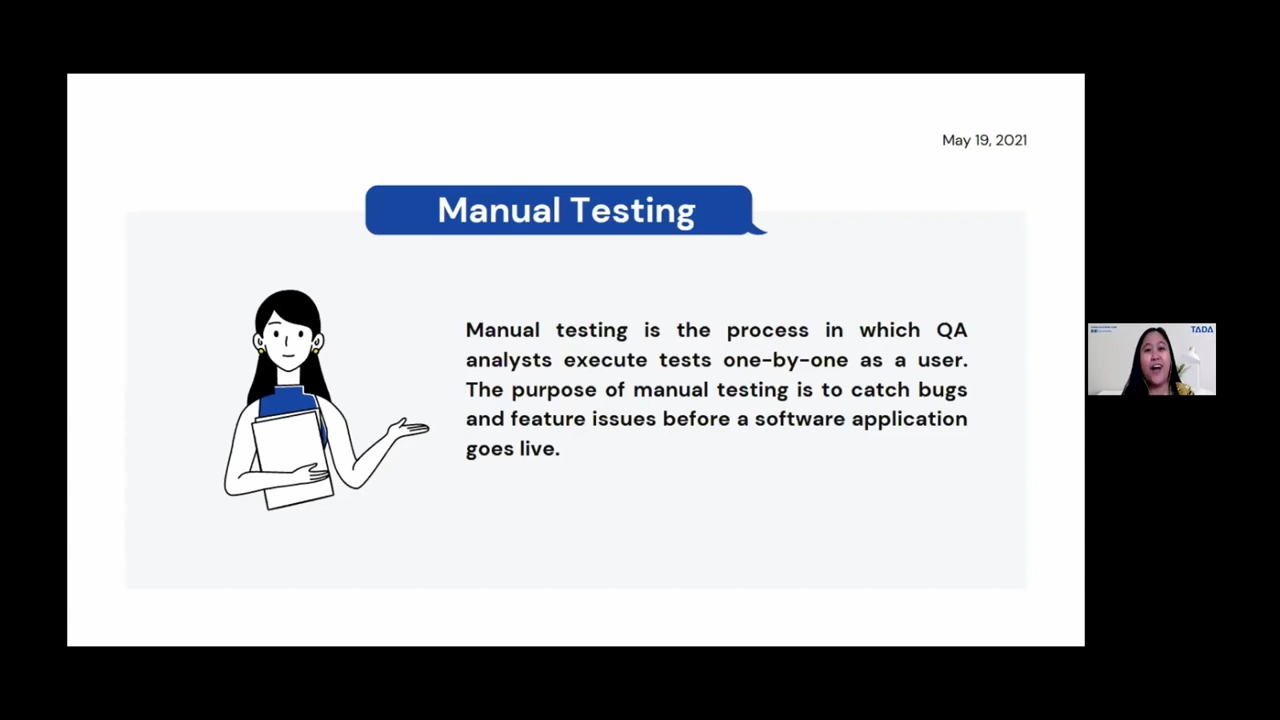 May 19, 2021
Manual Testing
Manual testing is the process in which QA
analysts execute tests one-by-one as a user.
The purpose of manual testing is to catch bugs
and feature issues before a software application
goes live.
TADA